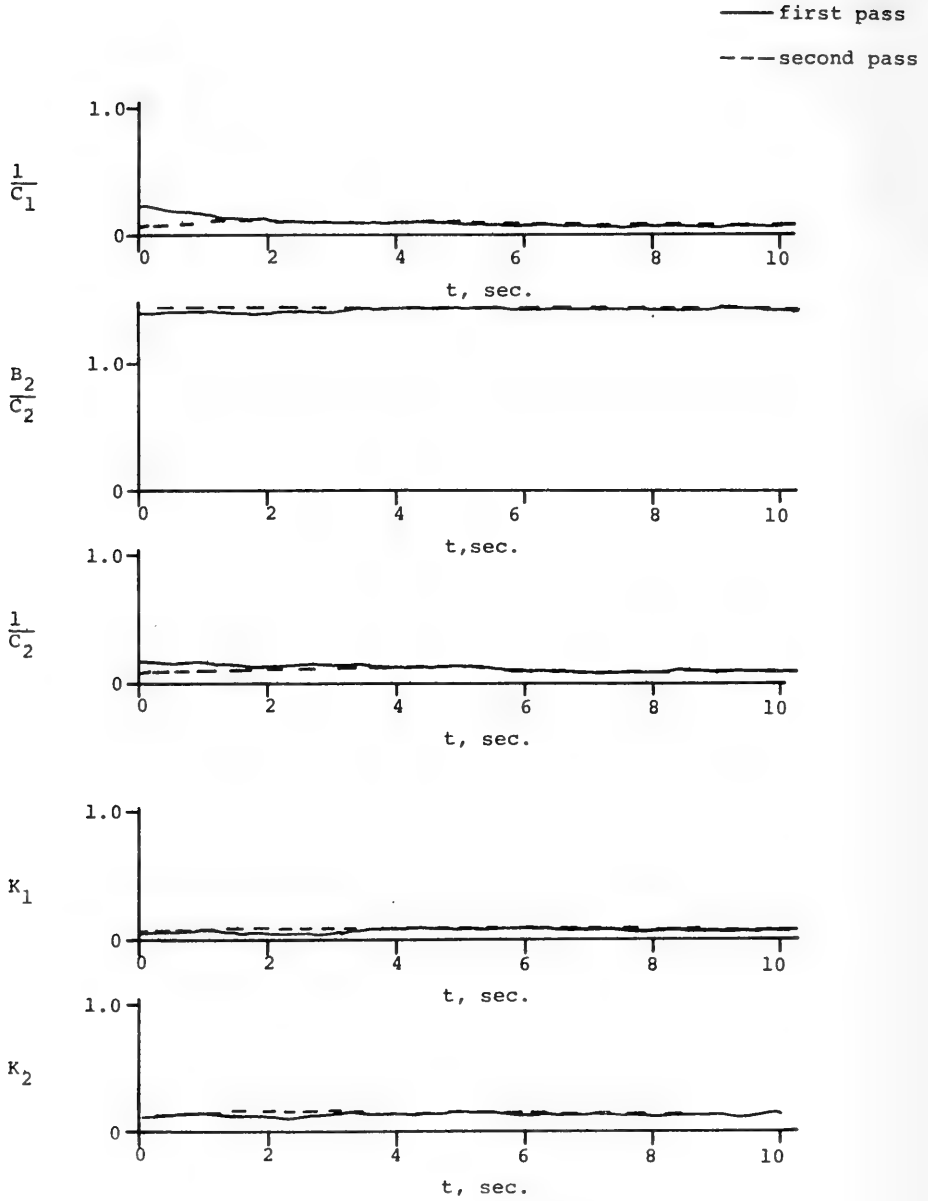 first pass
second pass
1.0
1
C1
0
0 2 4 6 8 10
t, sec.
B2
C2
1.0
0
0 2 4 6 8 10
t,sec.
1.0
1
C2
0
0 2 4 6 8 10
t, sec.
1.0
K1
0
0 2 4 6 8 10
t, sec.
1.0
K2
0
0 2 4 6 8 10
t, sec.